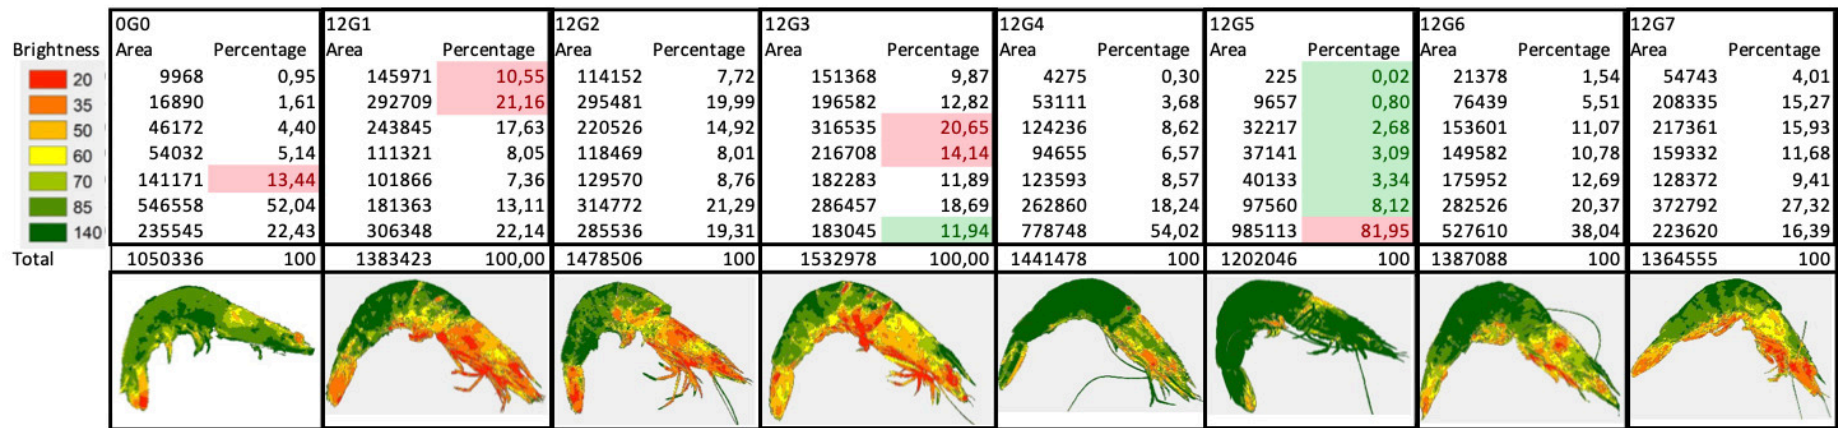 0G0 12G1 12G2 12G3 12G4 12G5 12G6 12G7
Brightness Area Percentage Area Percentage Area Percentage Area Percentage Area Percentage Area Percentage Area Percentage Area Percentage
20 9968 0,95 145971 10,55 114152 7,72 151368 9,87 4275 0,30 225 0,02 21378 1,54 54743 4,01
35 16890 1,61 292709 21,16 295481 19,99 196582 12,82 53111 3,68 9657 0,80 76439 5,51 208335 15,27
50 46172 4,40 243845 17,63 220526 14,92 316535 20,65 124236 8,62 32217 2,68 153601 11,07 217361 15,93
60 54032 5,14 111321 8,05 118469 8,01 216708 14,14 94655 6,57 37141 3,09 149582 10,78 159332 11,68
70 141171 13,44 101866 7,36 129570 8,76 182283 11,89 123593 8,57 40133 3,34 175952 12,69 128372 9,41
85 546558 52,04 181363 13,11 314772 21,29 286457 18,69 262860 18,24 97560 8,12 282526 20,37 372792 27,32
140 235545 22,43 306348 22,14 285536 19,31 183045 11,94 778748 54,02 985113 81,95 527610 38,04 223620 16,39
Total 1050336 100 1383423 100,00 1478506 100 1532978 100,00 1441478 100 1202046 100 1387088 100 1364555 100